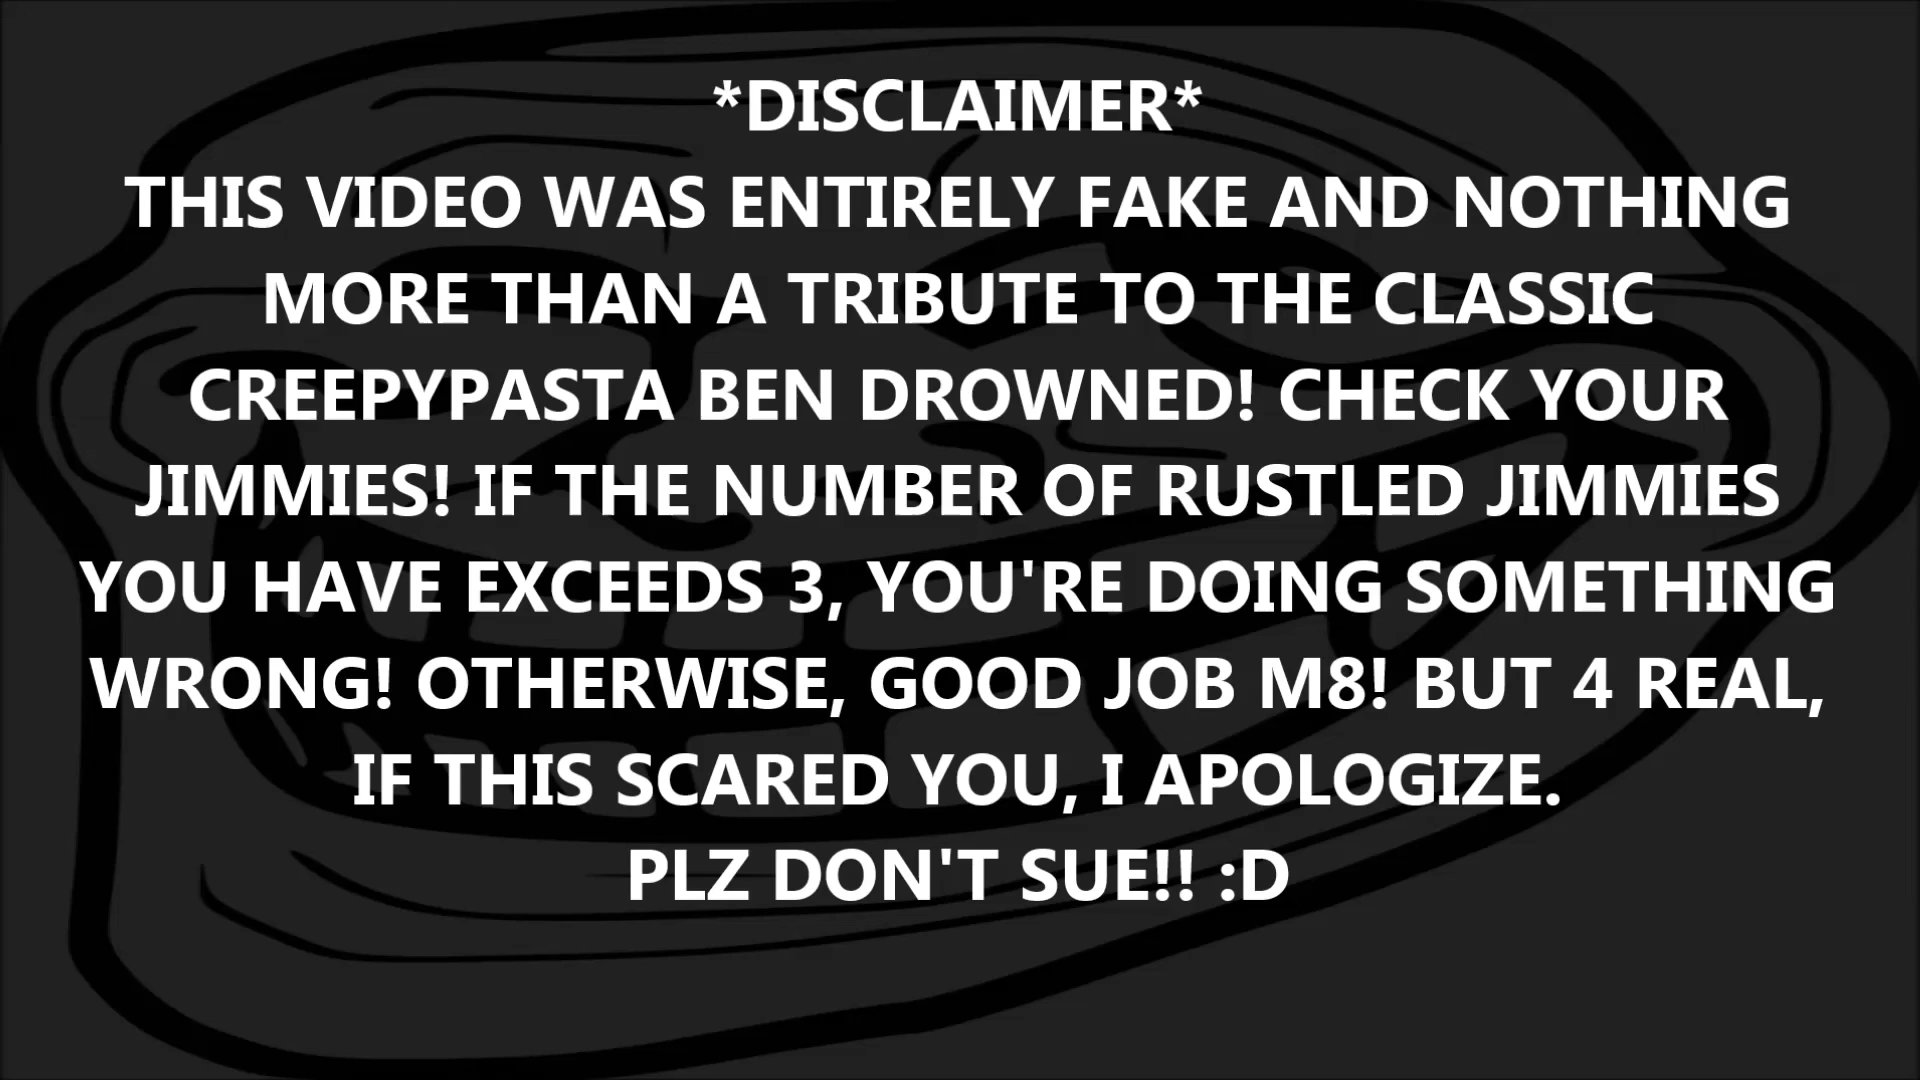 *DISCLAIMER*
THIS VIDEO WAS ENTIRELY FAKE AND NOTHING
MORE THAN A TRIBUTE TO THE CLASSIC
CREEPYPASTA BEN DROWNED! CHECK YOUR
JIMMIES! IF THE NUMBER OF RUSTLED JIMMIES
YOU HAVE EXCEEDS 3, YOU'RE DOING SOMETHING
WRONG! OTHERWISE, GOOD JOB M8! BUT 4 REAL,
IF THIS SCARED YOU, I APOLOGIZE.
PLZ DON'T SUE!! :D